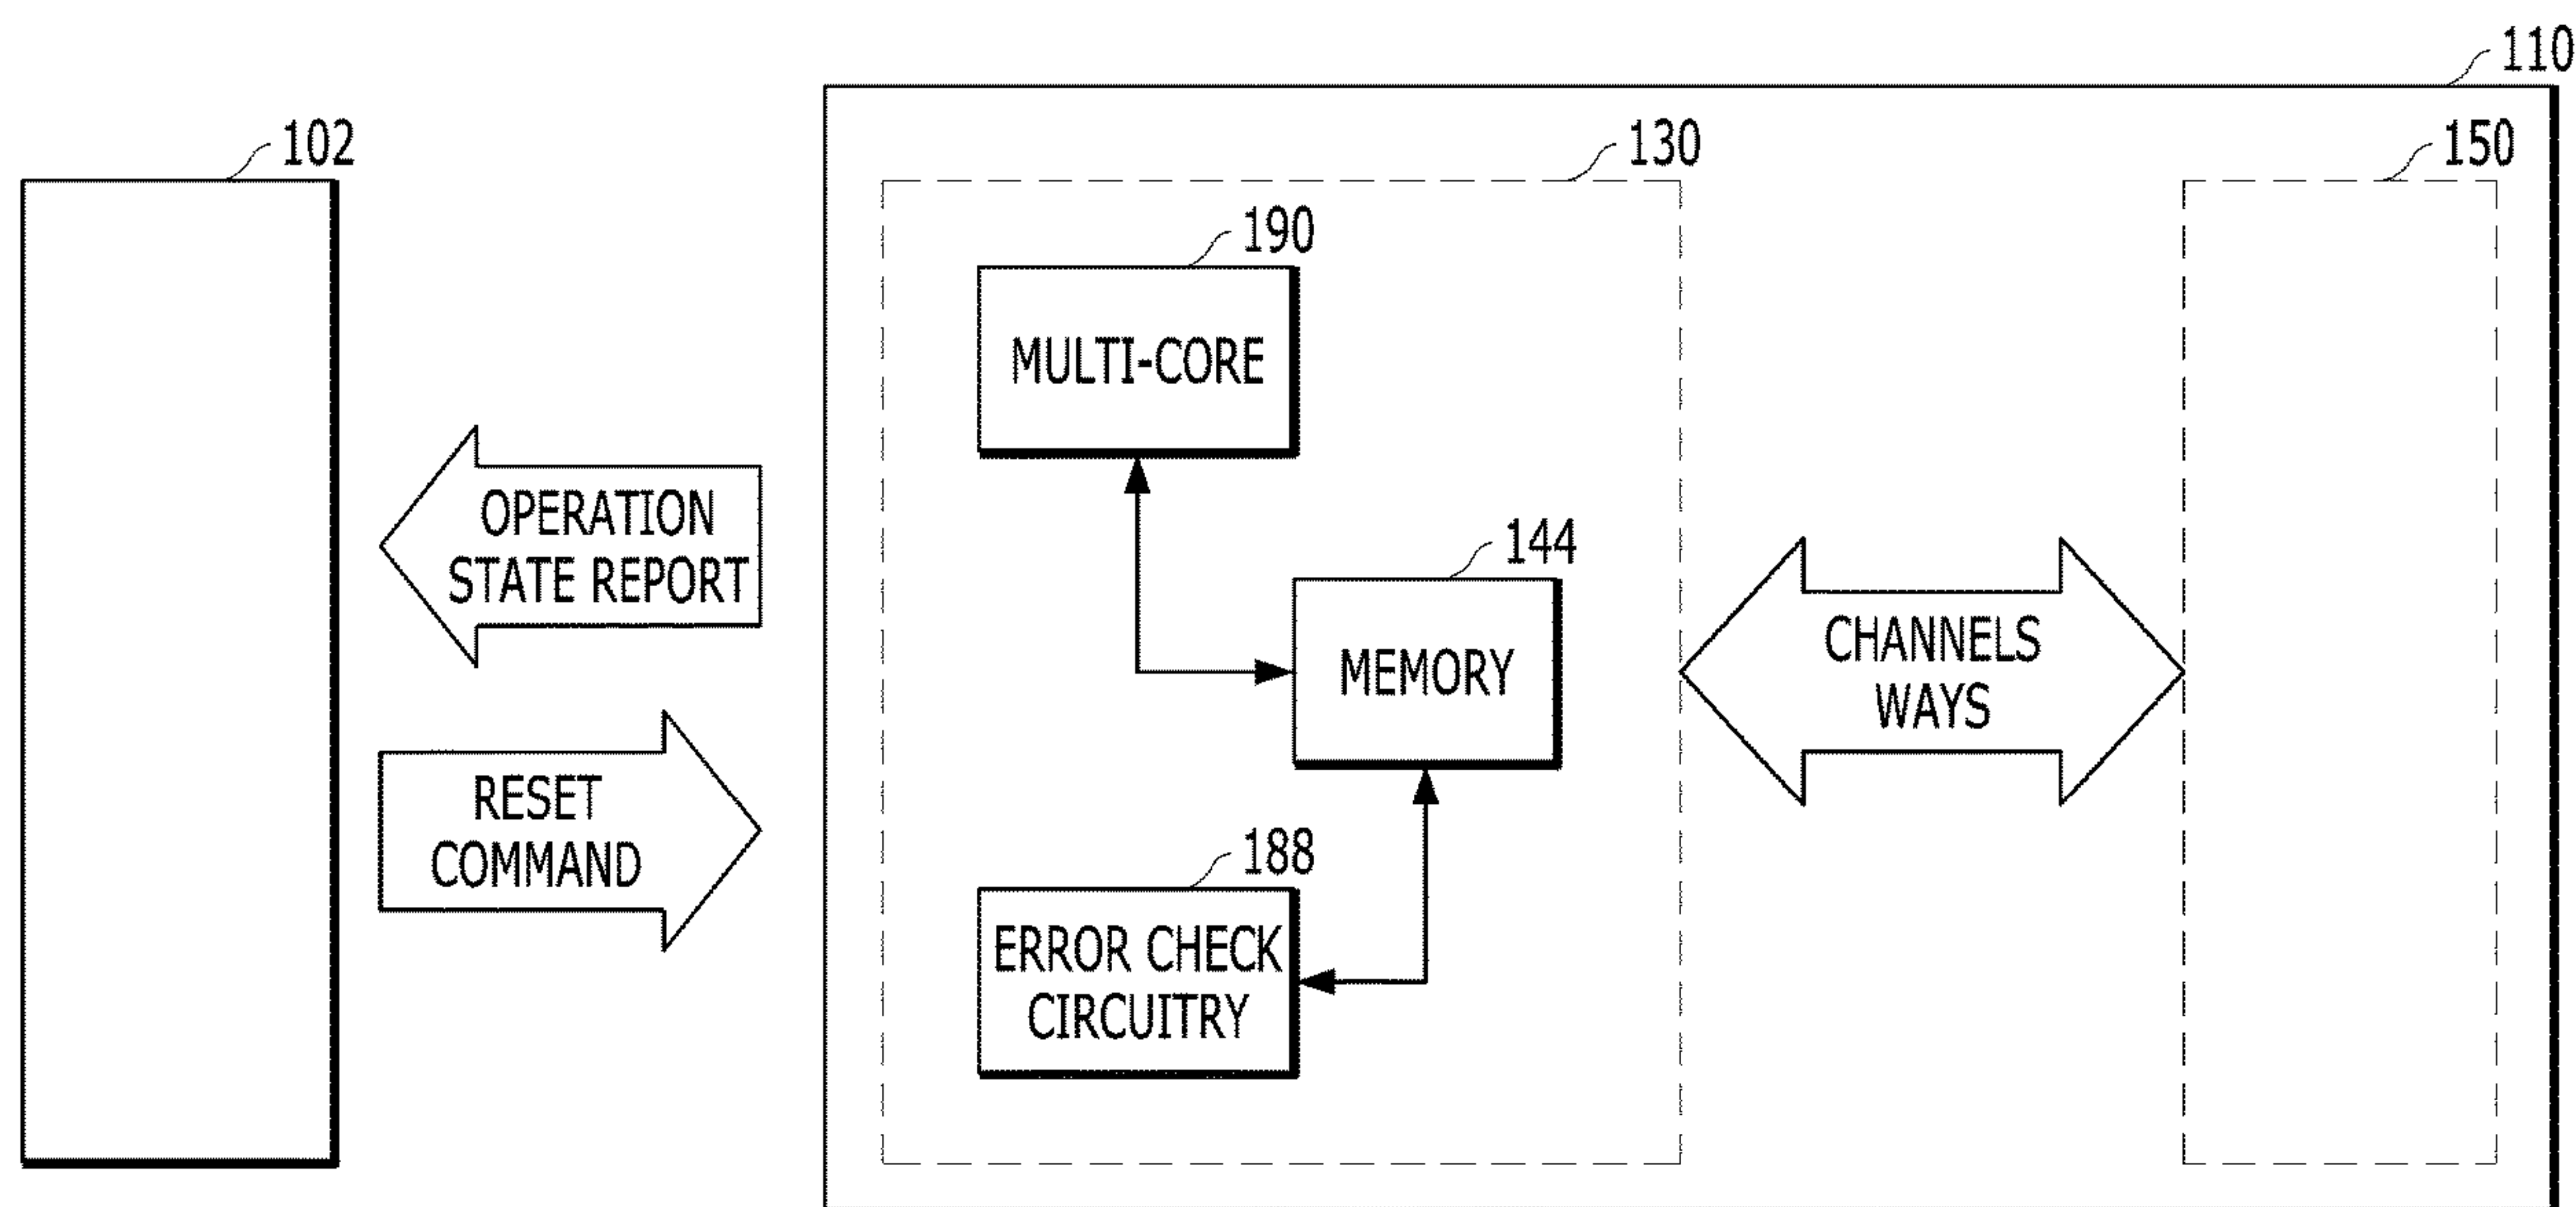 110
102
130
150
190
MULTI-CORE
OPERATION
STATE REPORT
144
MEMORY
CHANNELS
WAYS
RESET
COMMAND
188
ERROR CHECK
CIRCUITRY